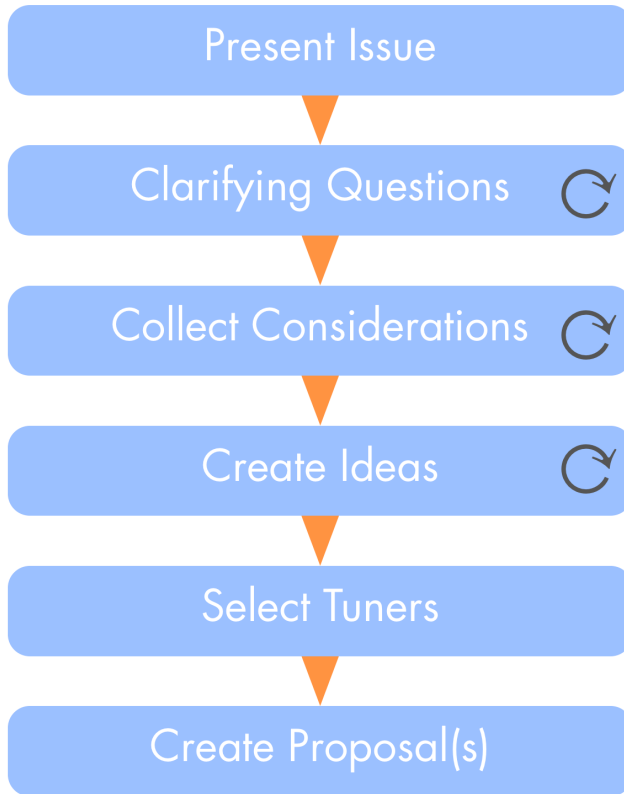 Present Issue
Clarifying Questions
Collect Considerations
Create Ideas
Select Tuners
Create Proposal(s)